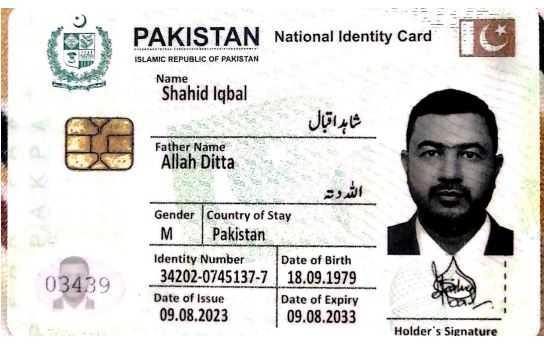 PAKISTAN National Identity Card
ISLAMIC REPUBLIC OF PAKISTAN
Name
Shahid Iqbal
شاہد اقبال
Father Name
Allah Ditta
اللہ دتہ
Gender Country of Stay
M Pakistan
Identity Number Date of Birth
34202-0745137-7 18.09.1979
Date of Issue Date of Expiry
09.08.2023 09.08.2033
03439
Holder's Signature